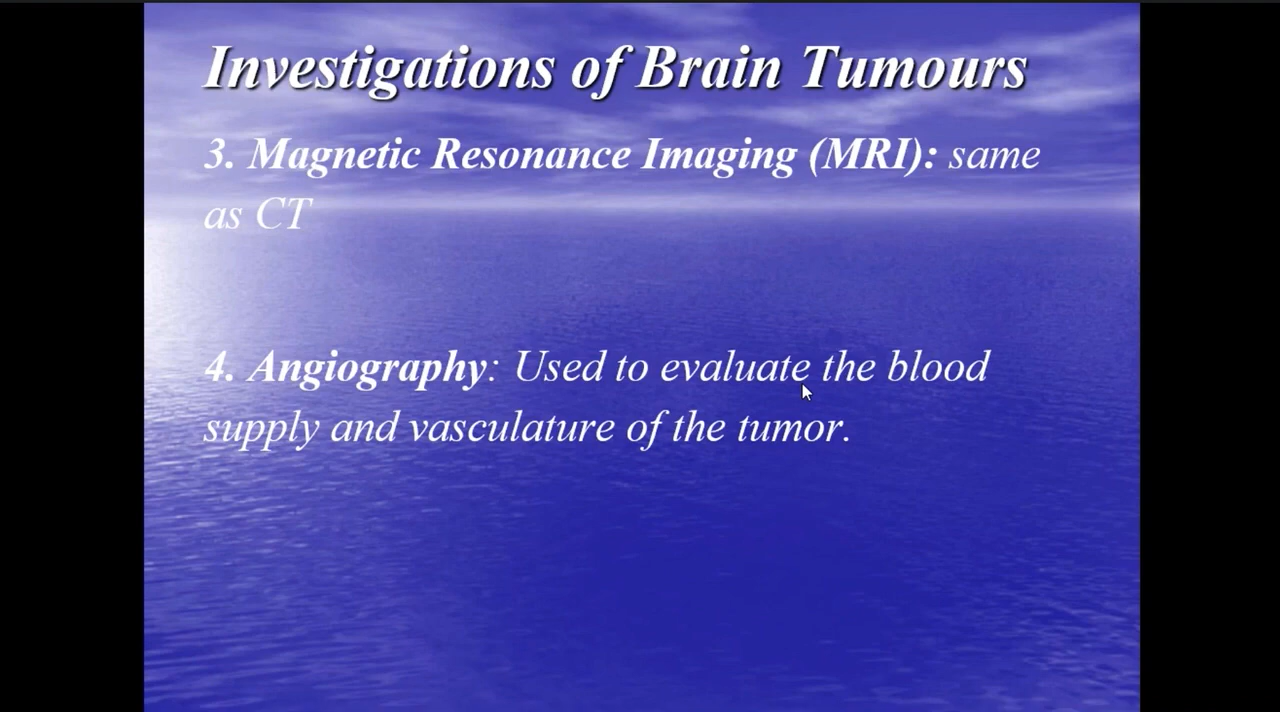 Investigations of Brain Tumours
3. Magnetic Resonance Imaging (MRI): same
as CT
4. Angiography: Used to evaluate the blood
supply and vasculature of the tumor.